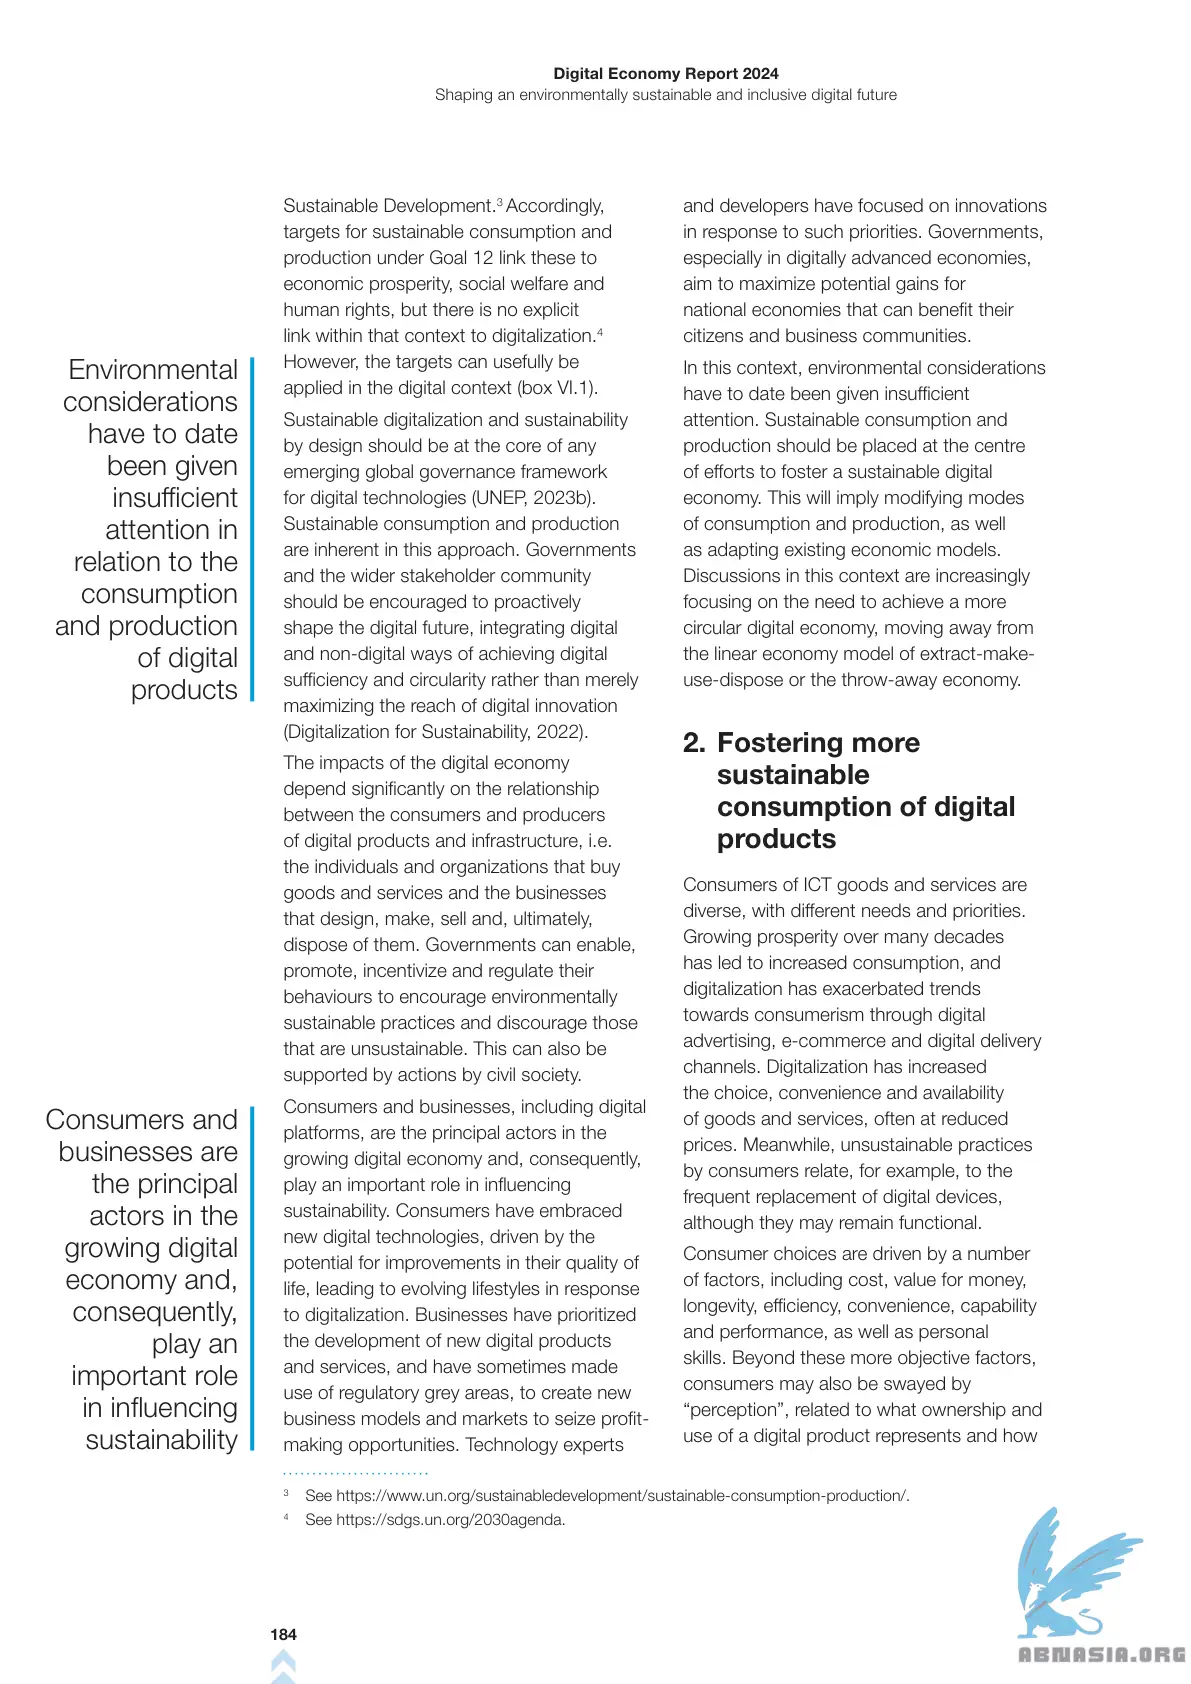 Digital Economy Report 2024
Shaping an environmentally sustainable and inclusive digital future
Environmental
considerations
have to date
been given
insufficient
attention in
relation to the
consumption
and production
of digital
products
Consumers and
businesses are
the principal
actors in the
growing digital
economy and,
consequently,
play an
important role
in influencing
sustainability
Sustainable Development.³ Accordingly,
targets for sustainable consumption and
production under Goal 12 link these to
economic prosperity, social welfare and
human rights, but there is no explicit
link within that context to digitalization.⁴
However, the targets can usefully be
applied in the digital context (box VI.1).
Sustainable digitalization and sustainability
by design should be at the core of any
emerging global governance framework
for digital technologies (UNEP, 2023b).
Sustainable consumption and production
are inherent in this approach. Governments
and the wider stakeholder community
should be encouraged to proactively
shape the digital future, integrating digital
and non-digital ways of achieving digital
sufficiency and circularity rather than merely
maximizing the reach of digital innovation
(Digitalization for Sustainability, 2022).
The impacts of the digital economy
depend significantly on the relationship
between the consumers and producers
of digital products and infrastructure, i.e.
the individuals and organizations that buy
goods and services and the businesses
that design, make, sell and, ultimately,
dispose of them. Governments can enable,
promote, incentivize and regulate their
behaviours to encourage environmentally
sustainable practices and discourage those
that are unsustainable. This can also be
supported by actions by civil society.
Consumers and businesses, including digital
platforms, are the principal actors in the
growing digital economy and, consequently,
play an important role in influencing
sustainability. Consumers have embraced
new digital technologies, driven by the
potential for improvements in their quality of
life, leading to evolving lifestyles in response
to digitalization. Businesses have prioritized
the development of new digital products
and services, and have sometimes made
use of regulatory grey areas, to create new
business models and markets to seize profit-
making opportunities. Technology experts
and developers have focused on innovations
in response to such priorities. Governments,
especially in digitally advanced economies,
aim to maximize potential gains for
national economies that can benefit their
citizens and business communities.
In this context, environmental considerations
have to date been given insufficient
attention. Sustainable consumption and
production should be placed at the centre
of efforts to foster a sustainable digital
economy. This will imply modifying modes
of consumption and production, as well
as adapting existing economic models.
Discussions in this context are increasingly
focusing on the need to achieve a more
circular digital economy, moving away from
the linear economy model of extract-make-
use-dispose or the throw-away economy.
2. Fostering more
sustainable
consumption of digital
products
Consumers of ICT goods and services are
diverse, with different needs and priorities.
Growing prosperity over many decades
has led to increased consumption, and
digitalization has exacerbated trends
towards consumerism through digital
advertising, e-commerce and digital delivery
channels. Digitalization has increased
the choice, convenience and availability
of goods and services, often at reduced
prices. Meanwhile, unsustainable practices
by consumers relate, for example, to the
frequent replacement of digital devices,
although they may remain functional.
Consumer choices are driven by a number
of factors, including cost, value for money,
longevity, efficiency, convenience, capability
and performance, as well as personal
skills. Beyond these more objective factors,
consumers may also be swayed by
“perception”, related to what ownership and
use of a digital product represents and how
³ See https://www.un.org/sustainabledevelopment/sustainable-consumption-production/.
⁴ See https://sdgs.un.org/2030agenda.
184
ABNASIA.ORG